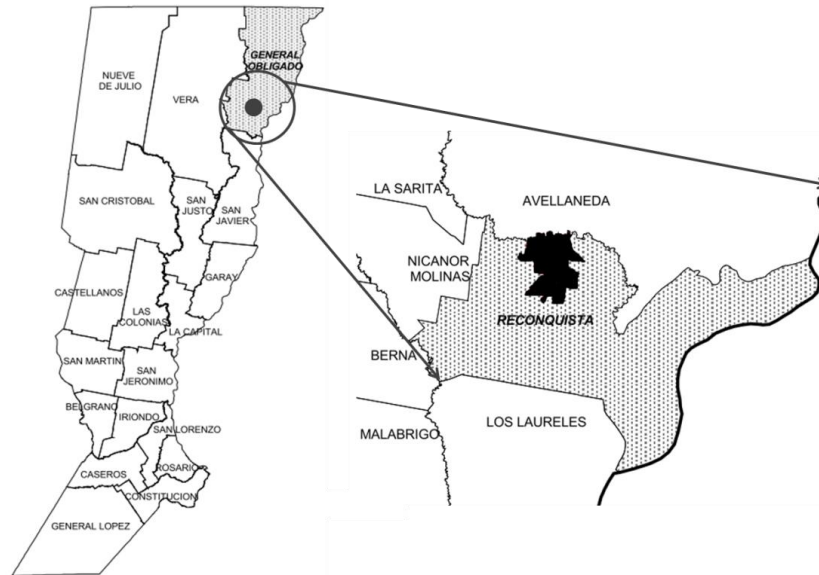 GENERAL
OBLIGADO
NUEVE
DE JULIO
VERA
SAN CRISTOBAL
SAN
JUSTO
SAN
JAVIER
GARAY
CASTELLANOS
LAS
COLONIAS
LA CAPITAL
SAN MARTIN
SAN
JERONIMO
BELGRANO
IRIONDO
SAN LORENZO
CASEROS
ROSARIO
CONSTITUCION
GENERAL LOPEZ
LA SARITA
AVELLANEDA
NICANOR
MOLINAS
RECONQUISTA
BERNA
MALABRIGO
LOS LAURELES